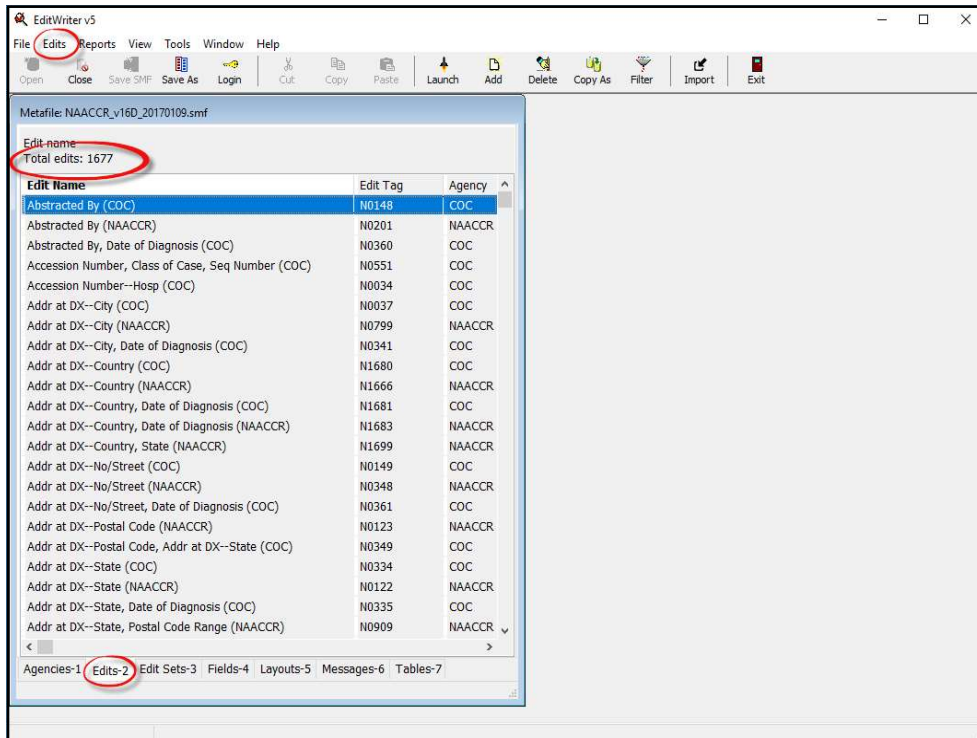 EditWriter v5
File Edits Reports View Tools Window Help
Open Close Save SMF Save As Login Cut Copy Paste Launch Add Delete Copy As Filter Import Exit
Metafile: NAACCR_v16D_20170109.smf
Edit name
Total edits: 1677
Edit Name Edit Tag Agency
Abstracted By (COC) N0148 COC
Abstracted By (NAACCR) N0201 NAACCR
Abstracted By, Date of Diagnosis (COC) N0360 COC
Accession Number, Class of Case, Seq Number (COC) N0551 COC
Accession Number--Hosp (COC) N0034 COC
Addr at DX--City (COC) N0037 COC
Addr at DX--City (NAACCR) N0799 NAACCR
Addr at DX--City, Date of Diagnosis (COC) N0341 COC
Addr at DX--Country (COC) N1680 COC
Addr at DX--Country (NAACCR) N1666 NAACCR
Addr at DX--Country, Date of Diagnosis (COC) N1681 COC
Addr at DX--Country, Date of Diagnosis (NAACCR) N1683 NAACCR
Addr at DX--Country, State (NAACCR) N1699 NAACCR
Addr at DX--No/Street (COC) N0149 COC
Addr at DX--No/Street (NAACCR) N0348 NAACCR
Addr at DX--No/Street, Date of Diagnosis (COC) N0361 COC
Addr at DX--Postal Code (NAACCR) N0123 NAACCR
Addr at DX--Postal Code, Addr at DX--State (COC) N0349 COC
Addr at DX--State (COC) N0334 COC
Addr at DX--State (NAACCR) N0122 NAACCR
Addr at DX--State, Date of Diagnosis (COC) N0335 COC
Addr at DX--State, Postal Code Range (NAACCR) N0909 NAACCR
Agencies-1 Edits-2 Edit Sets-3 Fields-4 Layouts-5 Messages-6 Tables-7